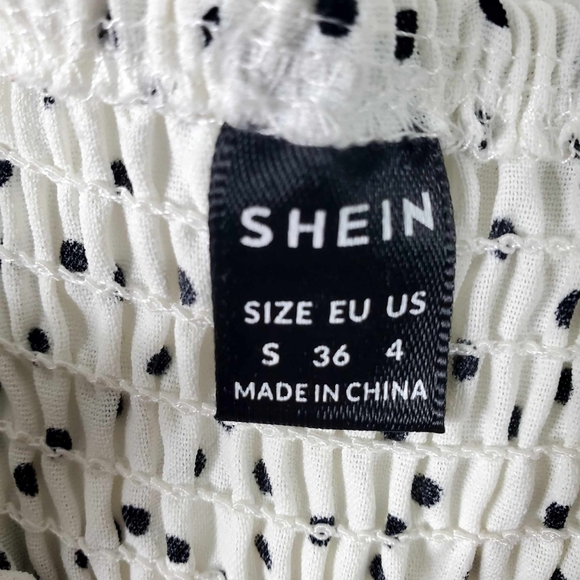 SHEIN
SIZE EU US
S 36 4
MADE IN CHINA